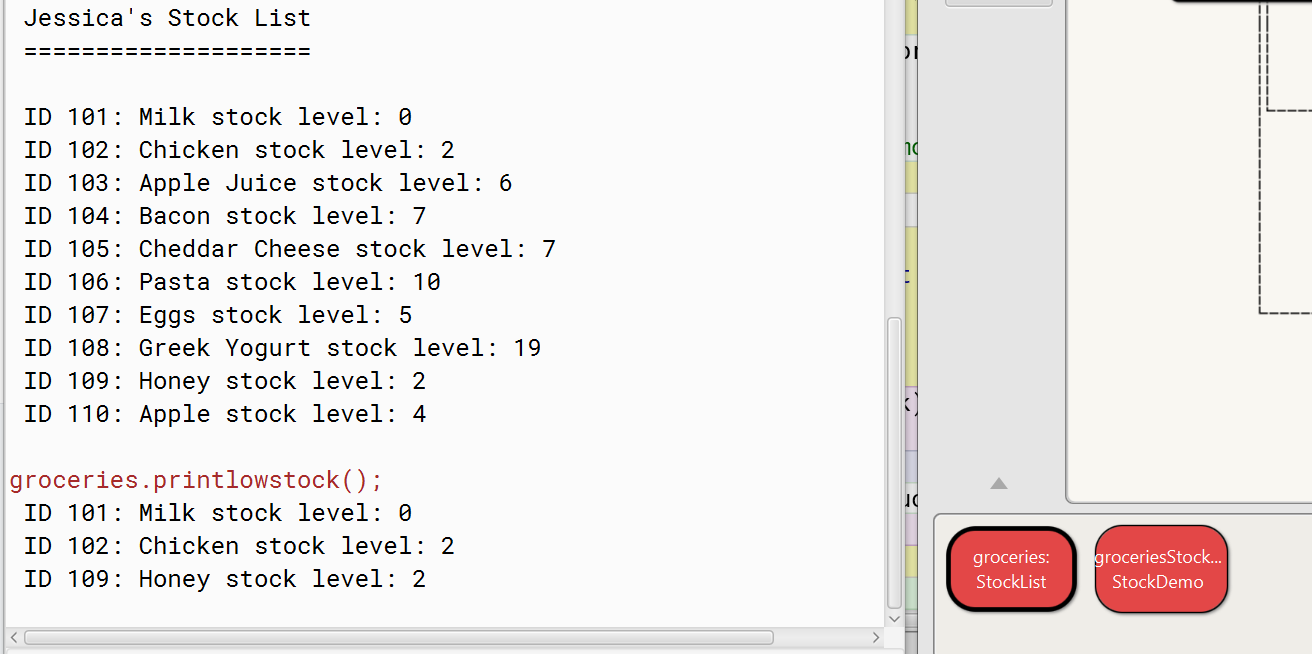 Jessica's Stock List
====================
ID 101: Milk stock level: 0
ID 102: Chicken stock level: 2
ID 103: Apple Juice stock level: 6
ID 104: Bacon stock level: 7
ID 105: Cheddar Cheese stock level: 7
ID 106: Pasta stock level: 10
ID 107: Eggs stock level: 5
ID 108: Greek Yogurt stock level: 19
ID 109: Honey stock level: 2
ID 110: Apple stock level: 4
groceries.printlowstock();
ID 101: Milk stock level: 0
ID 102: Chicken stock level: 2
ID 109: Honey stock level: 2
groceries:
StockList
groceriesStock...
StockDemo